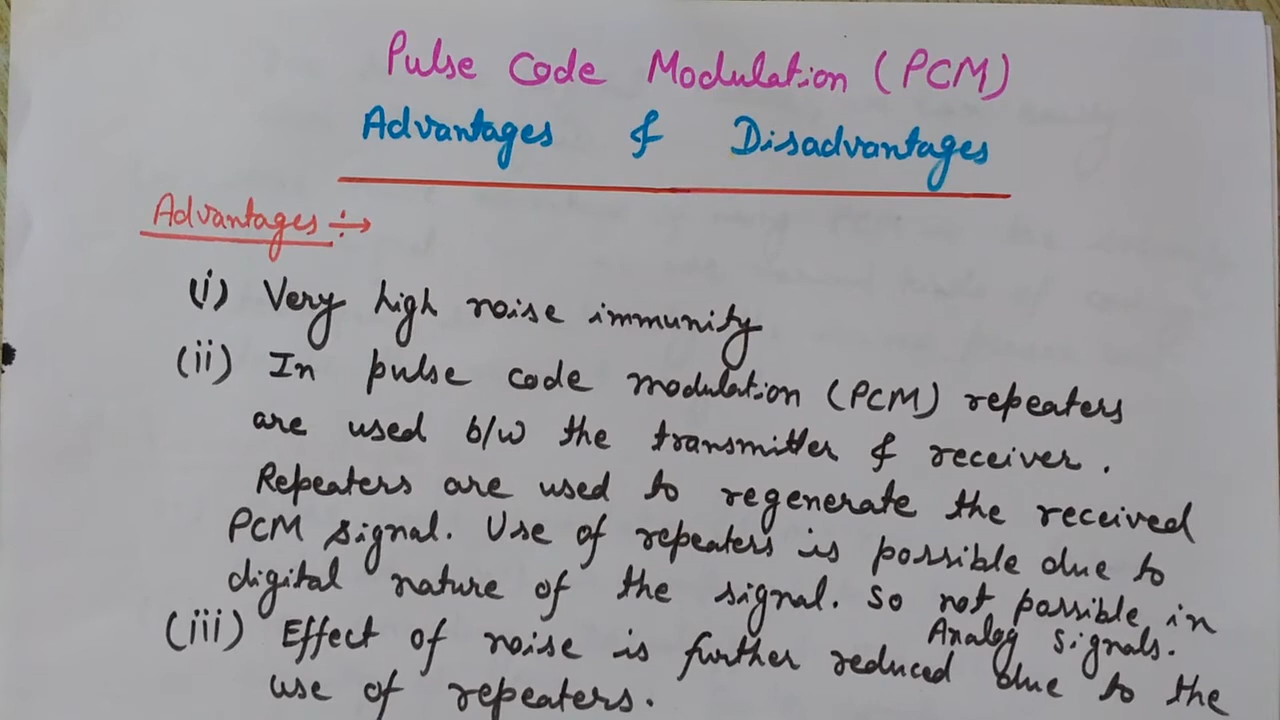 Pulse Code Modulation (PCM)
Advantages & Disadvantages
Advantages :→
(i) Very high noise immunity
(ii) In pulse code modulation (PCM) repeaters
are used b/w the transmitter & receiver.
Repeaters are used to regenerate the received
PCM signal. Use of repeaters is possible due to
digital nature of the signal. So not possible in
Analog signals.
(iii) Effect of noise is further reduced due to the
use of repeaters.